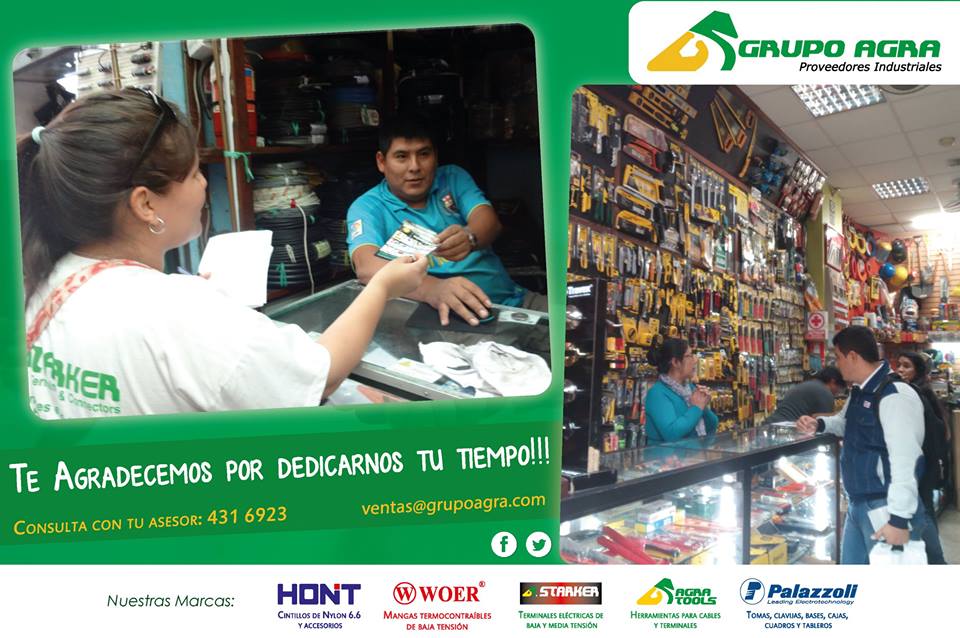 GRUPO AGRA
Proveedores Industriales
STARKER
Te Agradecemos por dedicarnos tu tiempo!!!
Consulta con tu asesor: 431 6923
ventas@grupoagra.com
Nuestras Marcas:
HONT
Cintillos de Nylon 6.6
y accesorios
WOER®
Mangas termocontraíbles
de baja tensión
STARKER
Terminales eléctricos de
baja y media tensión
AGRA
TOOLS
Herramientas para cables
y terminales
Palazzoli
Leading Electrotechnology
Tomas, clavijas, bases, cajas,
cuadros y tableros